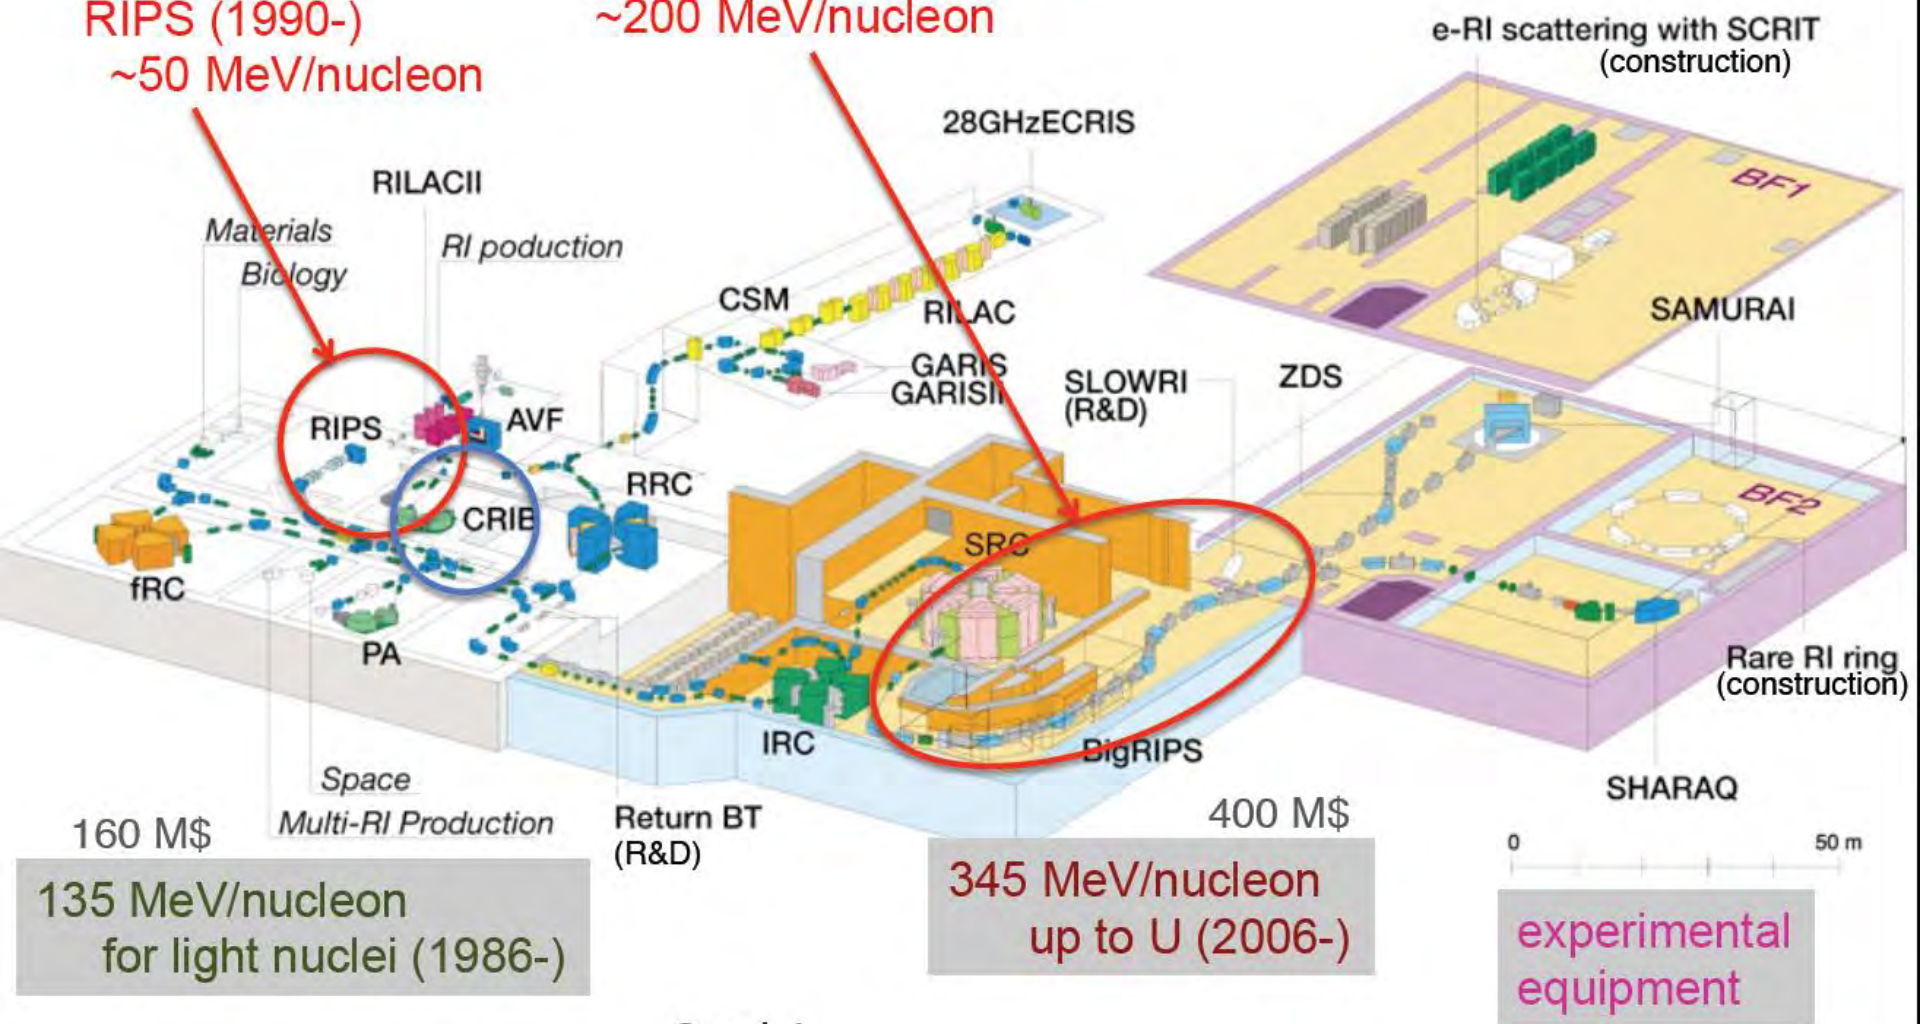 RIPS (1990-)
~50 MeV/nucleon
~200 MeV/nucleon
e-RI scattering with SCRIT
(construction)
28GHzECRIS
RILACII
Materials
Biology
RI poduction
BF1
CSM
RILAC
SAMURAI
GARIS
GARISII
SLOWRI
(R&D)
ZDS
RIPS
AVF
RRC
CRIB
BF2
SRC
fRC
PA
Rare RI ring
(construction)
IRC
BigRIPS
Space
Multi-RI Production
Return BT
(R&D)
SHARAQ
160 M$
400 M$
0 50 m
135 MeV/nucleon
for light nuclei (1986-)
345 MeV/nucleon
up to U (2006-)
experimental
equipment